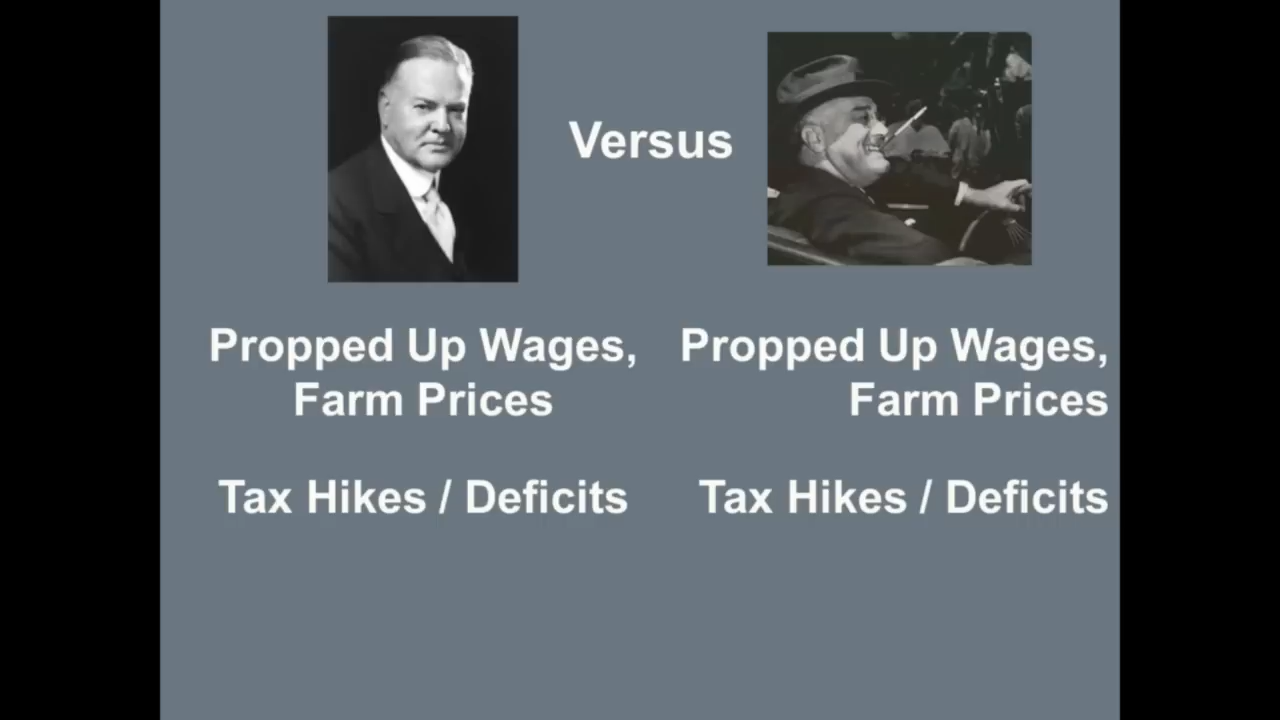 Versus
Propped Up Wages,
Farm Prices
Tax Hikes / Deficits
Propped Up Wages,
Farm Prices
Tax Hikes / Deficits